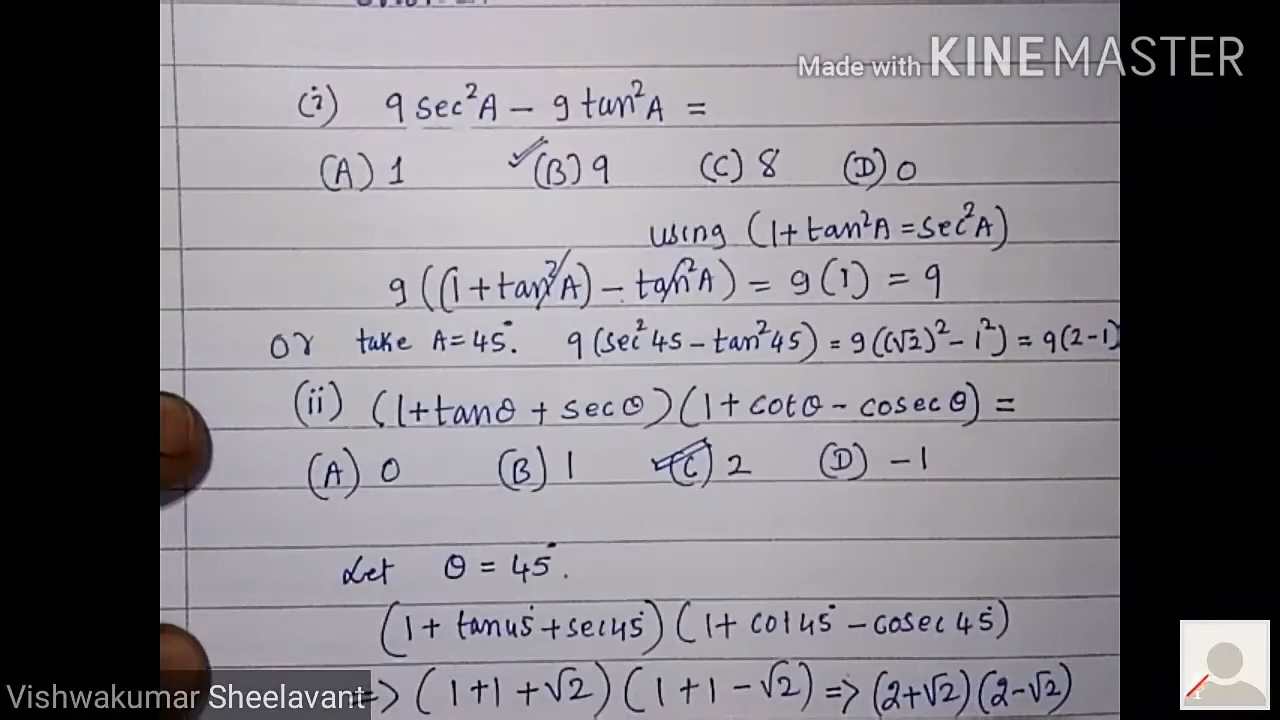 Made with KINEMASTER
(i) 9 sec²A – 9 tan²A =
(A) 1 (B) 9 (C) 8 (D) 0
using (1+tan²A = sec²A)
9((1+tan²A) – tan²A) = 9(1) = 9
or take A=45°. 9(sec²45 – tan²45) = 9((√2)² – 1²) = 9(2-1)
(ii) (1+tanθ + secθ)(1+cotθ – cosecθ) =
(A) 0 (B) 1 (C) 2 (D) –1
Let θ = 45°.
(1+ tan45° + sec45°)(1+ cot45° – cosec 45°)
=> (1+1+√2)(1+1-√2) => (2+√2)(2-√2)
Vishwakumar Sheelavant